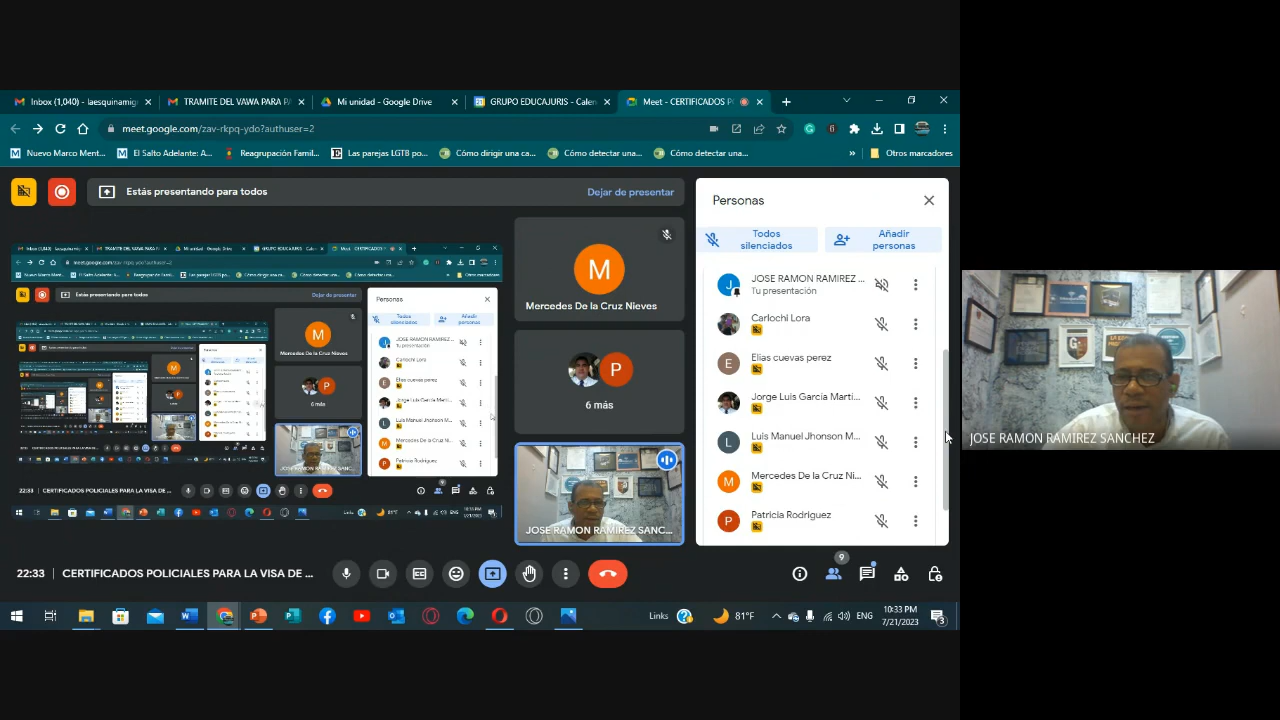 Inbox (1,040) - laesquinamig
TRAMITE DEL VAWA PARA P
Mi unidad - Google Drive
GRUPO EDUCAJURIS - Calen
Meet - CERTIFICADOS P
meet.google.com/zav-rkpq-ydo?authuser=2
Nuevo Marco Ment...
El Salto Adelante: A...
Reagrupación Famil...
Las parejas LGTB po...
Cómo dirigir una ca...
Cómo detectar una...
Cómo detectar una...
»
Otros marcadores
Estás presentando para todos
Dejar de presentar
M
Mercedes De la Cruz Nieves
P
6 más
JOSE RAMON RAMIREZ SANC...
Personas
Todos
silenciados
Añadir
personas
JOSE RAMON RAMIREZ ...
Tu presentación
Carlochi Lora
Elias cuevas perez
Jorge Luis Garcia Marti...
Luis Manuel Jhonson M...
Mercedes De la Cruz Ni...
Patricia Rodriguez
JOSE RAMON RAMIREZ SANCHEZ
22:33 | CERTIFICADOS POLICIALES PARA LA VISA DE ...
9
Links
81°F
ENG
10:33 PM
7/21/2023
3